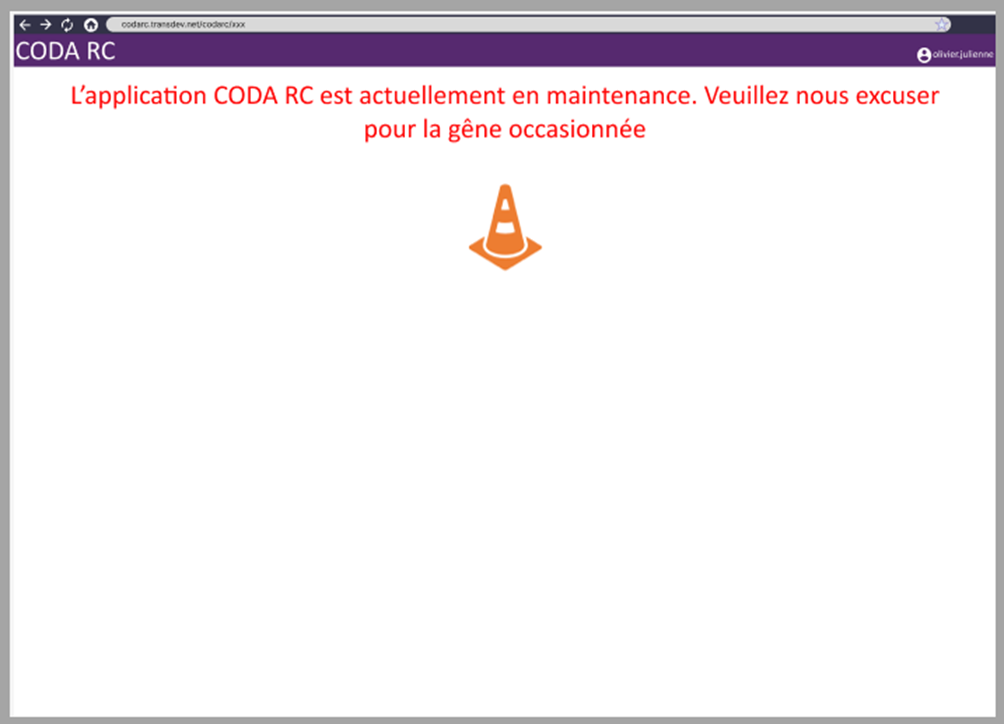 codarc.transdev.net/codarc/xxx
CODA RC
olivier.julienne
L’application CODA RC est actuellement en maintenance. Veuillez nous excuser
pour la gêne occasionnée